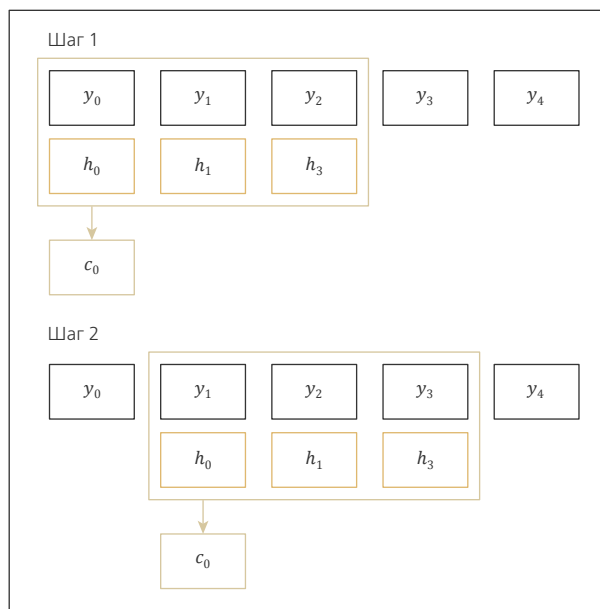 Шаг 1
y₀ y₁ y₂ y₃ y₄
h₀ h₁ h₃
c₀
Шаг 2
y₀ y₁ y₂ y₃ y₄
h₀ h₁ h₃
c₀